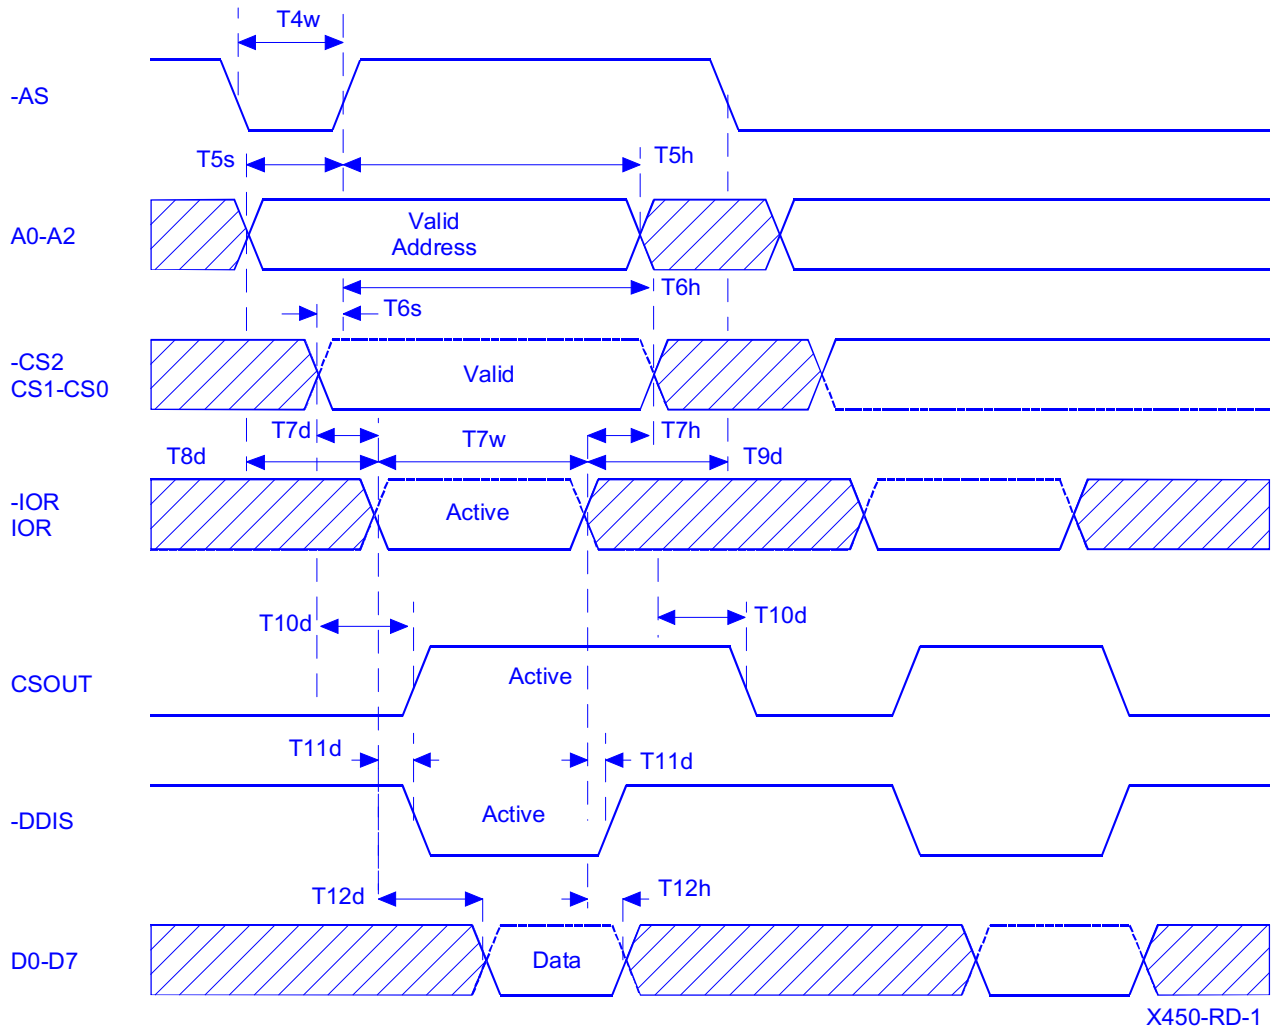 T4w
-AS
T5s
T5h
A0-A2
Valid
Address
T6h
T6s
-CS2
CS1-CS0
Valid
T7d
T7w
T7h
T8d
T9d
-IOR
IOR
Active
T10d
T10d
CSOUT
Active
T11d
T11d
-DDIS
Active
T12d
T12h
D0-D7
Data
X450-RD-1